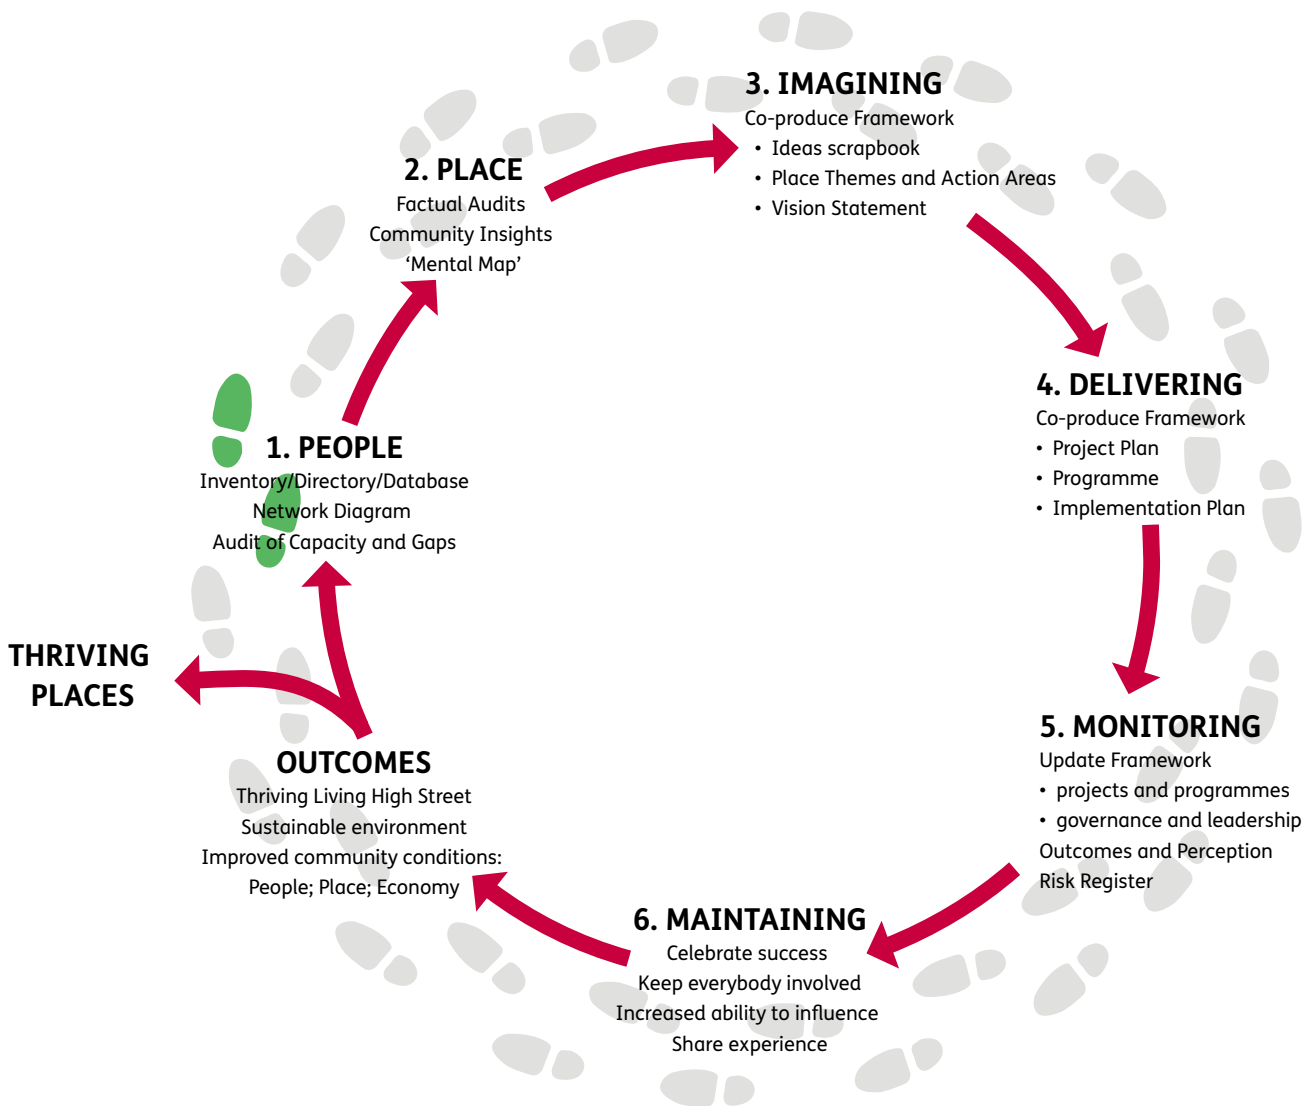 1. PEOPLE
Inventory/Directory/Database
Network Diagram
Audit of Capacity and Gaps
2. PLACE
Factual Audits
Community Insights
‘Mental Map’
3. IMAGINING
Co-produce Framework
• Ideas scrapbook
• Place Themes and Action Areas
• Vision Statement
4. DELIVERING
Co-produce Framework
• Project Plan
• Programme
• Implementation Plan
5. MONITORING
Update Framework
• projects and programmes
• governance and leadership
Outcomes and Perception
Risk Register
6. MAINTAINING
Celebrate success
Keep everybody involved
Increased ability to influence
Share experience
OUTCOMES
Thriving Living High Street
Sustainable environment
Improved community conditions:
People; Place; Economy
THRIVING
PLACES